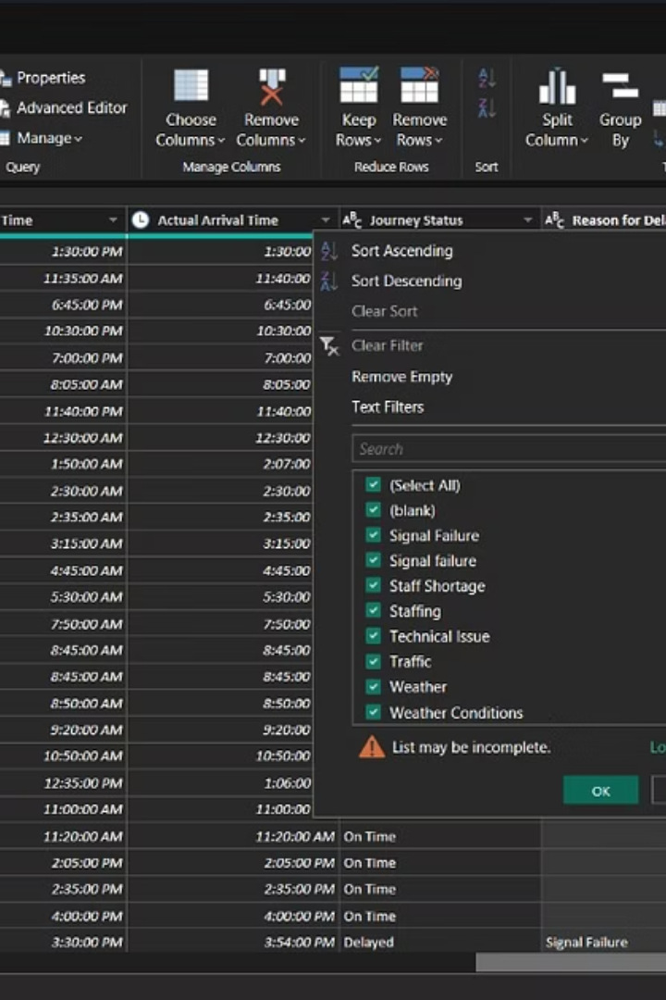 Properties
Advanced Editor
Manage
Query
Choose Columns
Remove Columns
Manage Columns
Keep Rows
Remove Rows
Reduce Rows
A Z
Z A
Sort
Split Column
Group By
Time
Actual Arrival Time
ABC Journey Status
ABC Reason for Del
1:30:00 PM 1:30:00
11:35:00 AM 11:40:00
6:45:00 PM 6:45:00
10:30:00 PM 10:30:00
7:00:00 PM 7:00:00
8:05:00 AM 8:05:00
11:40:00 PM 11:40:00
12:30:00 AM 12:30:00
1:50:00 AM 2:07:00
2:30:00 AM 2:30:00
2:35:00 AM 2:35:00
3:15:00 AM 3:15:00
4:45:00 AM 4:45:00
5:30:00 AM 5:30:00
7:50:00 AM 7:50:00
8:45:00 AM 8:45:00
8:45:00 AM 8:45:00
8:50:00 AM 8:50:00
9:20:00 AM 9:20:00
10:50:00 AM 10:50:00
12:35:00 PM 1:06:00
11:00:00 AM 11:00:00
11:20:00 AM 11:20:00 AM On Time
2:05:00 PM 2:05:00 PM On Time
2:35:00 PM 2:35:00 PM On Time
4:00:00 PM 4:00:00 PM On Time
3:30:00 PM 3:54:00 PM Delayed Signal Failure
Sort Ascending
Sort Descending
Clear Sort
Clear Filter
Remove Empty
Text Filters
Search
(Select All)
(blank)
Signal Failure
Signal failure
Staff Shortage
Staffing
Technical Issue
Traffic
Weather
Weather Conditions
List may be incomplete.
Lo
OK